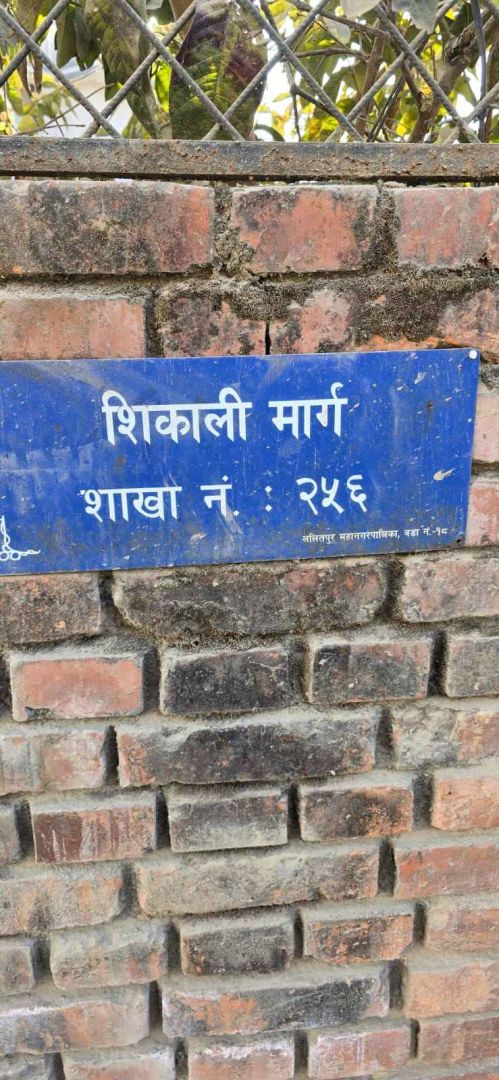 शिकाली मार्ग
शाखा नं. : २५६
ललितपुर महानगरपालिका, वडा नं.-१८